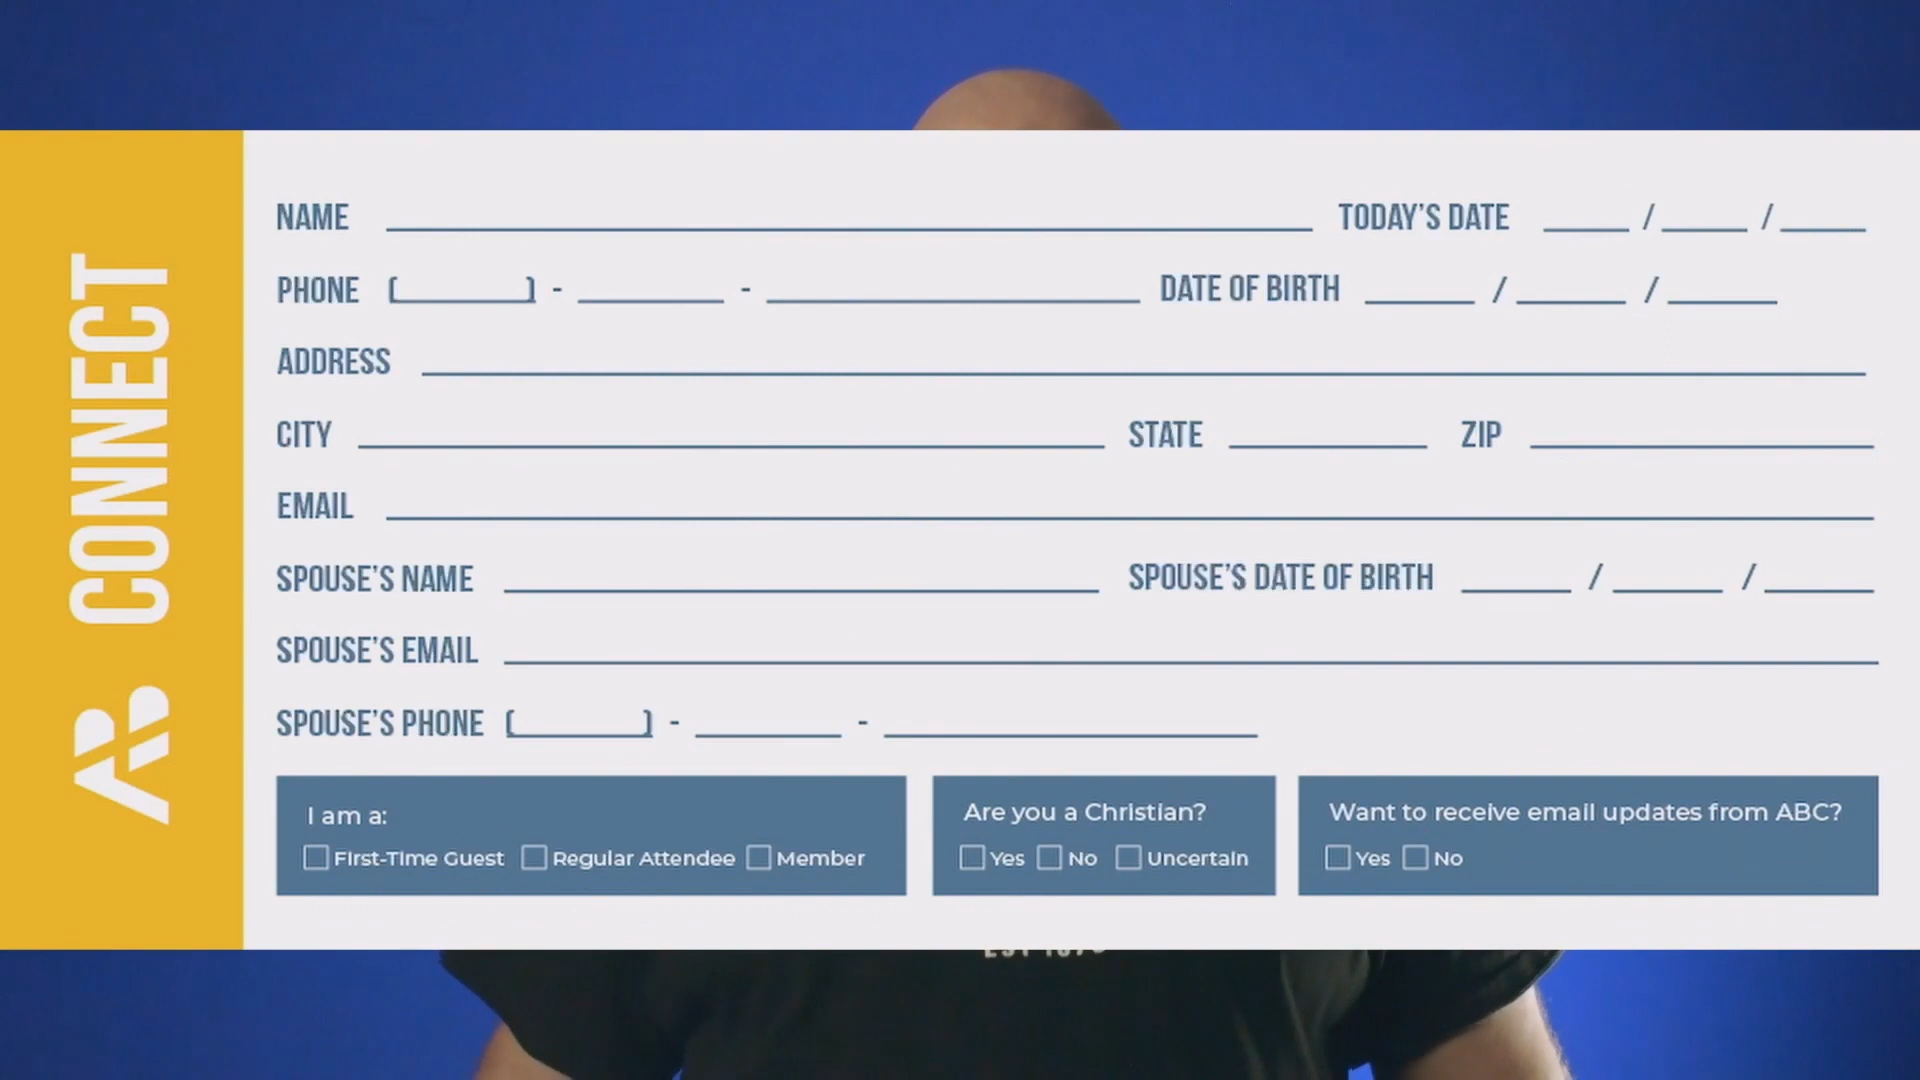 CONNECT
NAME TODAY'S DATE / /
PHONE ( ) - - DATE OF BIRTH / /
ADDRESS
CITY STATE ZIP
EMAIL
SPOUSE'S NAME SPOUSE'S DATE OF BIRTH / /
SPOUSE'S EMAIL
SPOUSE'S PHONE ( ) - -
I am a:
First-Time Guest Regular Attendee Member
Are you a Christian?
Yes No Uncertain
Want to receive email updates from ABC?
Yes No